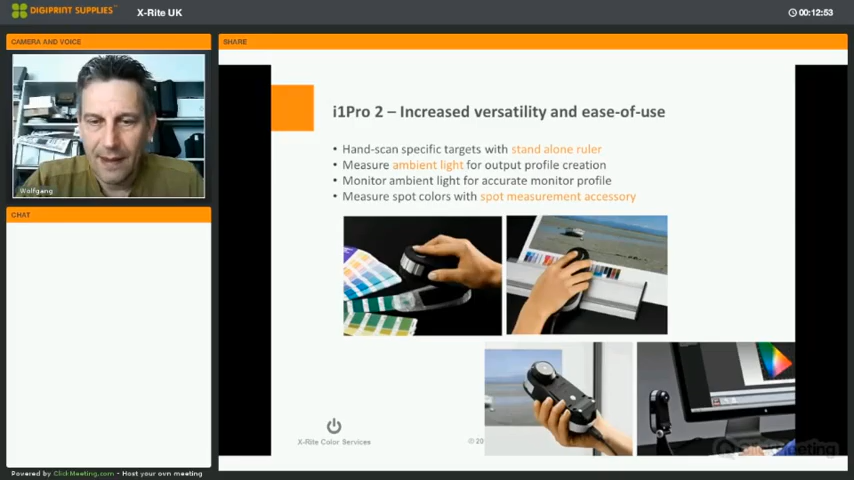 DIGIPRINT SUPPLIES™
X-Rite UK
00:12:53
CAMERA AND VOICE
SHARE
Wolfgang
CHAT
i1Pro 2 – Increased versatility and ease-of-use
• Hand-scan specific targets with stand alone ruler
• Measure ambient light for output profile creation
• Monitor ambient light for accurate monitor profile
• Measure spot colors with spot measurement accessory
X-Rite Color Services
© 20
Powered by ClickMeeting.com - Host your own meeting